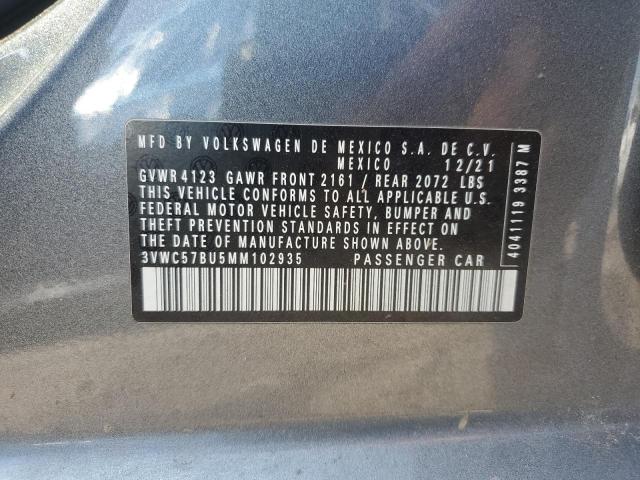 MFD BY VOLKSWAGEN DE MEXICO S.A. DE C.V.
MEXICO 12/21
GVWR 4123 GAWR FRONT 2161 / REAR 2072 LBS
THIS VEHICLE CONFORMS TO ALL APPLICABLE U.S.
FEDERAL MOTOR VEHICLE SAFETY, BUMPER AND
THEFT PREVENTION STANDARDS IN EFFECT ON THE
DATE OF MANUFACTURE SHOWN ABOVE.
3VWC57BU5MM102935 PASSENGER CAR
4041119 3387 M